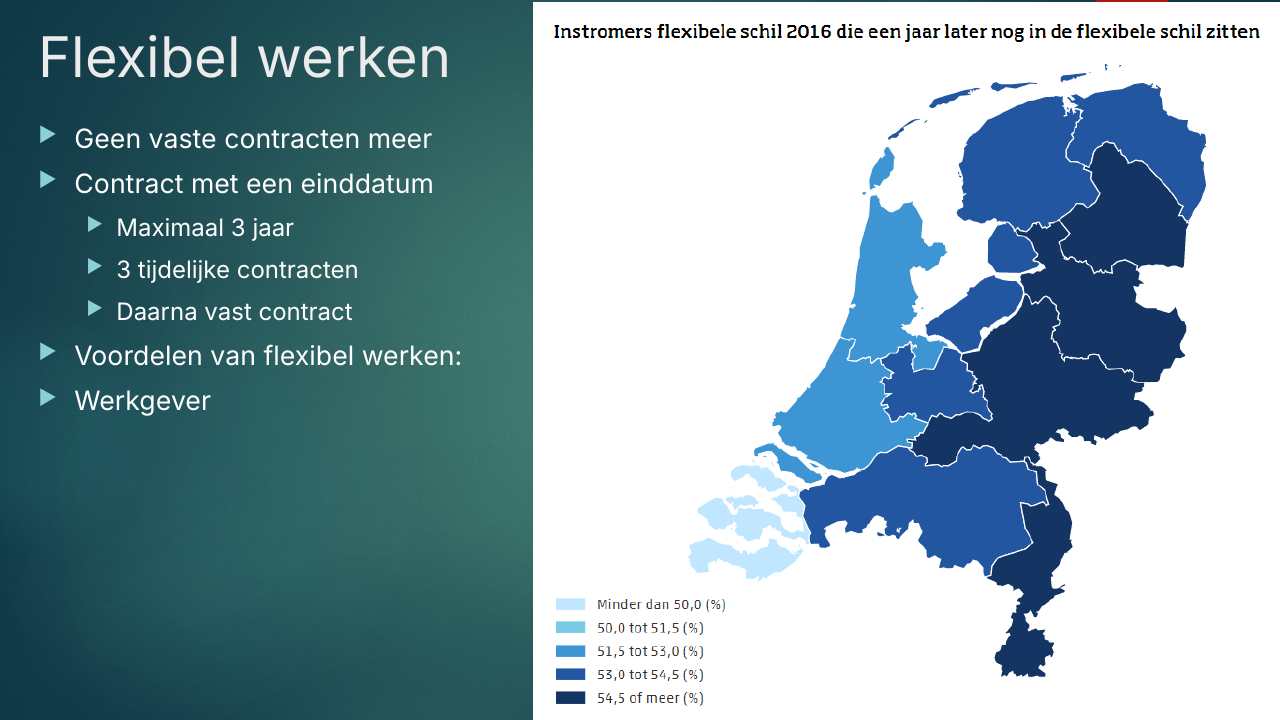 Flexibel werken
Geen vaste contracten meer
Contract met een einddatum
Maximaal 3 jaar
3 tijdelijke contracten
Daarna vast contract
Voordelen van flexibel werken:
Werkgever
Instromers flexibele schil 2016 die een jaar later nog in de flexibele schil zitten
Minder dan 50,0 (%)
50,0 tot 51,5 (%)
51,5 tot 53,0 (%)
53,0 tot 54,5 (%)
54,5 of meer (%)